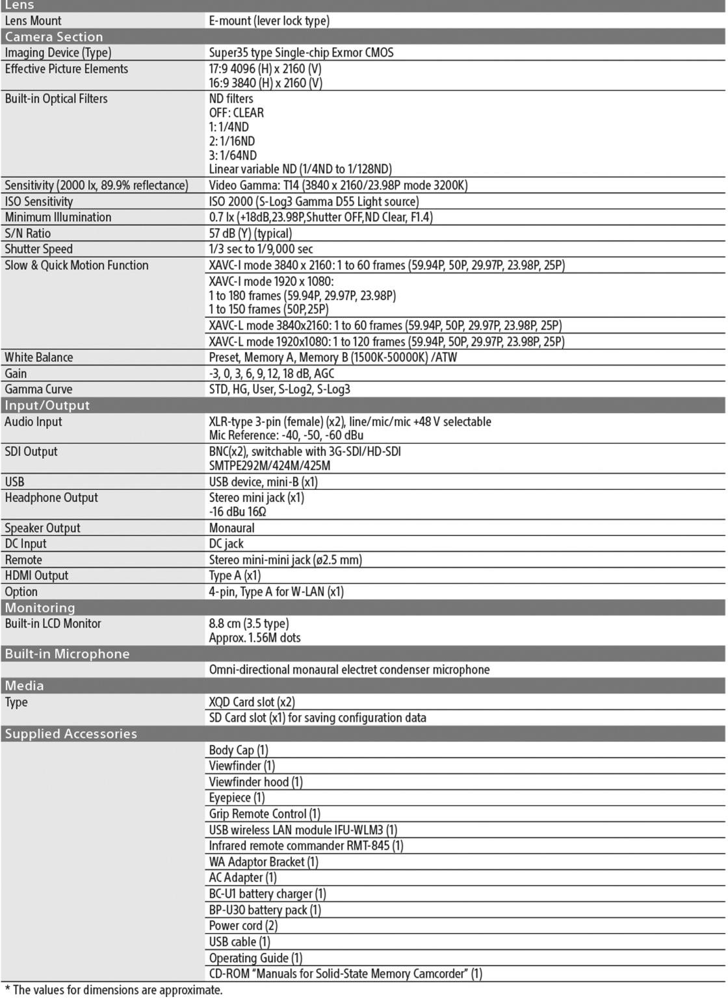 Lens
Lens Mount E-mount (lever lock type)
Camera Section
Imaging Device (Type) Super35 type Single-chip Exmor CMOS
Effective Picture Elements 17:9 4096 (H) x 2160 (V)
16:9 3840 (H) x 2160 (V)
Built-in Optical Filters ND filters
OFF: CLEAR
1: 1/4ND
2: 1/16ND
3: 1/64ND
Linear variable ND (1/4ND to 1/128ND)
Sensitivity (2000 lx, 89.9% reflectance) Video Gamma: T14 (3840 x 2160/23.98P mode 3200K)
ISO Sensitivity ISO 2000 (S-Log3 Gamma D55 Light source)
Minimum Illumination 0.7 lx (+18dB,23.98P,Shutter OFF,ND Clear, F1.4)
S/N Ratio 57 dB (Y) (typical)
Shutter Speed 1/3 sec to 1/9,000 sec
Slow & Quick Motion Function XAVC-I mode 3840 x 2160: 1 to 60 frames (59.94P, 50P, 29.97P, 23.98P, 25P)
XAVC-I mode 1920 x 1080:
1 to 180 frames (59.94P, 29.97P, 23.98P)
1 to 150 frames (50P,25P)
XAVC-L mode 3840x2160: 1 to 60 frames (59.94P, 50P, 29.97P, 23.98P, 25P)
XAVC-L mode 1920x1080: 1 to 120 frames (59.94P, 50P, 29.97P, 23.98P, 25P)
White Balance Preset, Memory A, Memory B (1500K-50000K) /ATW
Gain -3, 0, 3, 6, 9, 12, 18 dB, AGC
Gamma Curve STD, HG, User, S-Log2, S-Log3
Input/Output
Audio Input XLR-type 3-pin (female) (x2), line/mic/mic +48 V selectable
Mic Reference: -40, -50, -60 dBu
SDI Output BNC(x2), switchable with 3G-SDI/HD-SDI
SMTPE292M/424M/425M
USB USB device, mini-B (x1)
Headphone Output Stereo mini jack (x1)
-16 dBu 16Ω
Speaker Output Monaural
DC Input DC jack
Remote Stereo mini-mini jack (ø2.5 mm)
HDMI Output Type A (x1)
Option 4-pin, Type A for W-LAN (x1)
Monitoring
Built-in LCD Monitor 8.8 cm (3.5 type)
Approx. 1.56M dots
Built-in Microphone
Omni-directional monaural electret condenser microphone
Media
Type XQD Card slot (x2)
SD Card slot (x1) for saving configuration data
Supplied Accessories
Body Cap (1)
Viewfinder (1)
Viewfinder hood (1)
Eyepiece (1)
Grip Remote Control (1)
USB wireless LAN module IFU-WLM3 (1)
Infrared remote commander RMT-845 (1)
WA Adaptor Bracket (1)
AC Adapter (1)
BC-U1 battery charger (1)
BP-U30 battery pack (1)
Power cord (2)
USB cable (1)
Operating Guide (1)
CD-ROM “Manuals for Solid-State Memory Camcorder” (1)
* The values for dimensions are approximate.